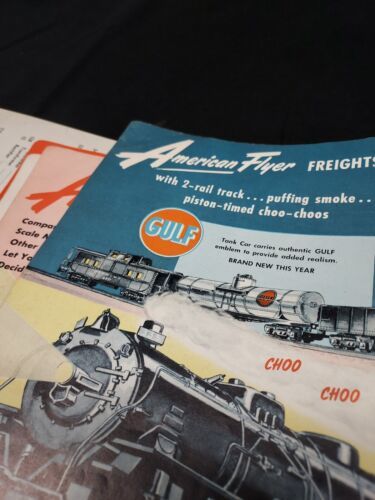 American Flyer FREIGHTS
with 2-rail track...puffing smoke..
piston-timed choo-choos
GULF
Tank Car carries authentic GULF
emblem to provide added realism.
BRAND NEW THIS YEAR
GULF
CHOO
CHOO
A
Compa
Scale
Other
Let Yo
Decid